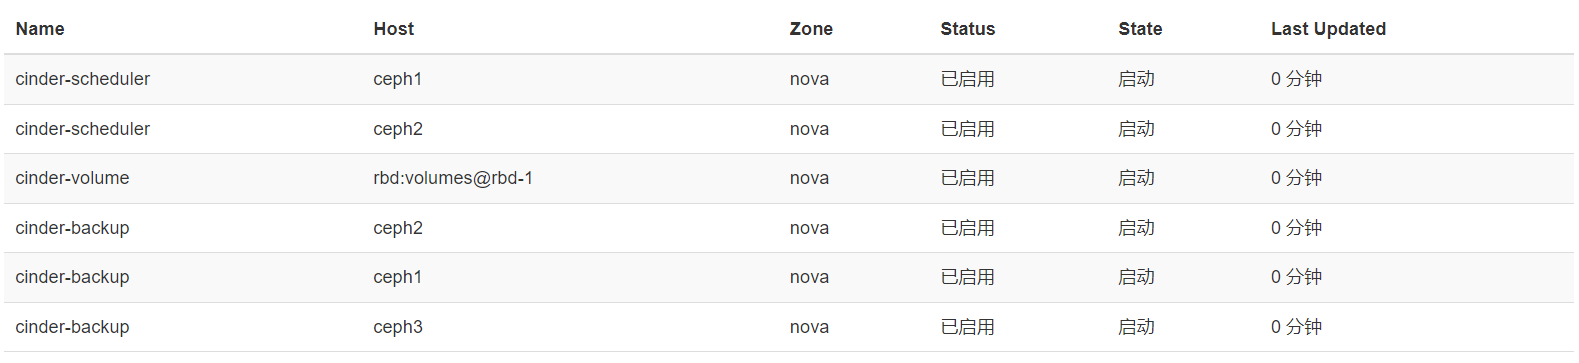 Name Host Zone Status State Last Updated
cinder-scheduler ceph1 nova 已启用 启动 0 分钟
cinder-scheduler ceph2 nova 已启用 启动 0 分钟
cinder-volume rbd:volumes@rbd-1 nova 已启用 启动 0 分钟
cinder-backup ceph2 nova 已启用 启动 0 分钟
cinder-backup ceph1 nova 已启用 启动 0 分钟
cinder-backup ceph3 nova 已启用 启动 0 分钟